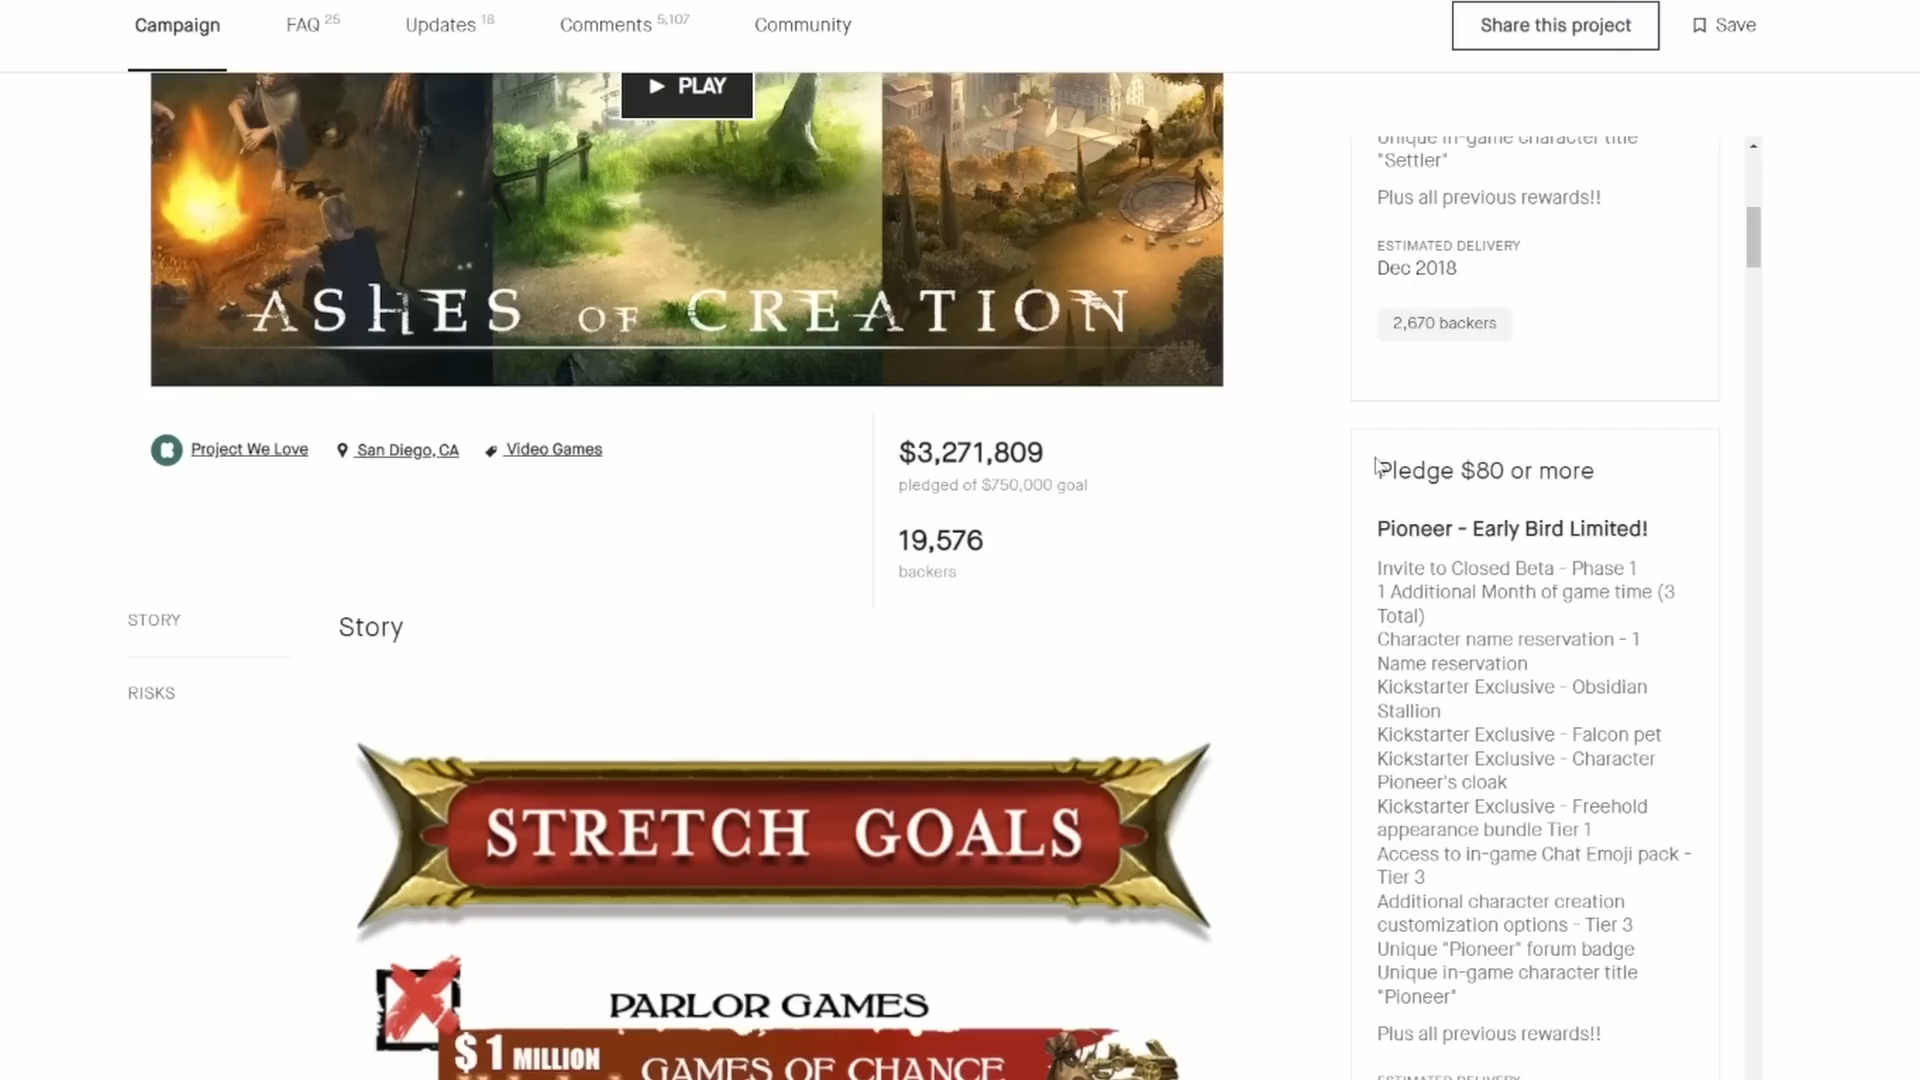 Campaign
FAQ 25
Updates 18
Comments 5,107
Community
Share this project
Save
PLAY
ASHES OF CREATION
Project We Love
San Diego, CA
Video Games
$3,271,809
pledged of $750,000 goal
19,576
backers
STORY
RISKS
Story
STRETCH GOALS
PARLOR GAMES
$1 MILLION
GAMES OF CHANCE
Unique in-game character title
"Settler"
Plus all previous rewards!!
ESTIMATED DELIVERY
Dec 2018
2,670 backers
Pledge $80 or more
Pioneer - Early Bird Limited!
Invite to Closed Beta - Phase 1
1 Additional Month of game time (3
Total)
Character name reservation - 1
Name reservation
Kickstarter Exclusive - Obsidian
Stallion
Kickstarter Exclusive - Falcon pet
Kickstarter Exclusive - Character
Pioneer's cloak
Kickstarter Exclusive - Freehold
appearance bundle Tier 1
Access to in-game Chat Emoji pack -
Tier 3
Additional character creation
customization options - Tier 3
Unique "Pioneer" forum badge
Unique in-game character title
"Pioneer"
Plus all previous rewards!!
ESTIMATED DELIVERY